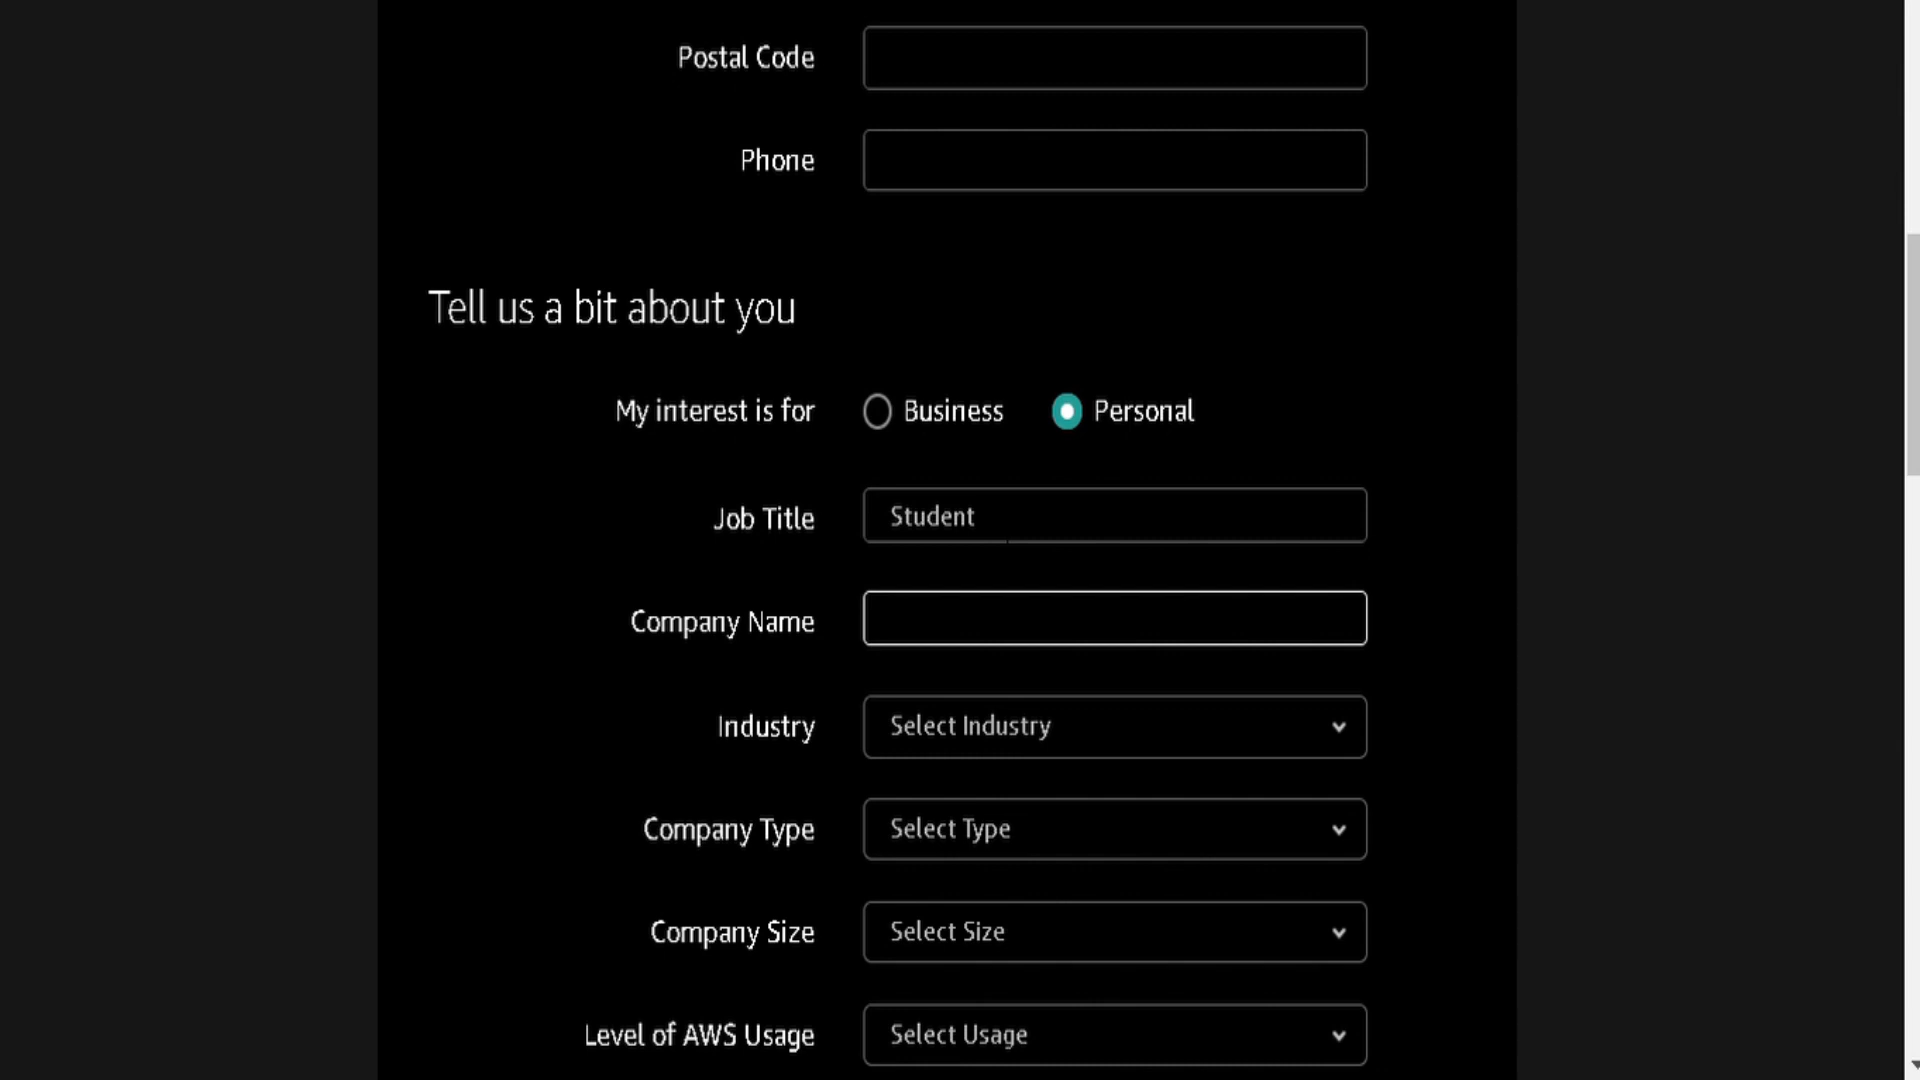 Postal Code
Phone
Tell us a bit about you
My interest is for Business Personal
Job Title Student
Company Name
Industry Select Industry
Company Type Select Type
Company Size Select Size
Level of AWS Usage Select Usage